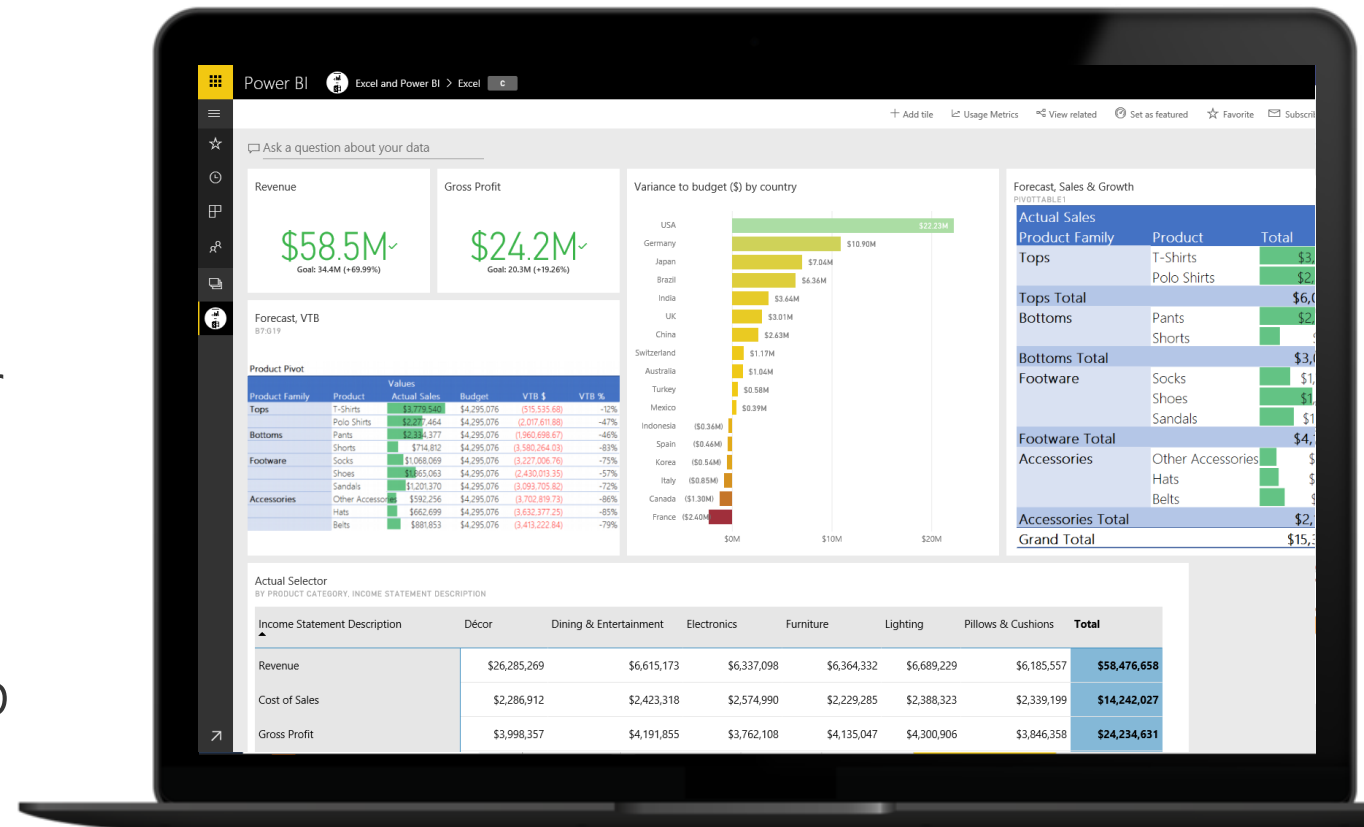 Power BI
Excel and Power BI > Excel
C
Add tile
Usage Metrics
View related
Set as featured
Favorite
Ask a question about your data
Revenue
$58.5M
Goal: 34.4M (+69.99%)
Gross Profit
$24.2M
Goal: 20.3M (+19.26%)
Forecast, VTB
B7:G19
Product Pivot
Values
Product Family Product Actual Sales Budget VTB $ VTB %
Tops T-Shirts $3,779,540 $4,295,076 (515,535.68) -12%
Polo Shirts $2,277,464 $4,295,076 (2,017,611.88) -47%
Bottoms Pants $2,334,377 $4,295,076 (1,960,698.67) -46%
Shorts $714,812 $4,295,076 (3,580,264.03) -83%
Footware Socks $1,068,069 $4,295,076 (3,227,006.76) -75%
Shoes $1,865,063 $4,295,076 (2,430,013.35) -57%
Sandals $1,201,370 $4,295,076 (3,093,705.82) -72%
Accessories Other Accessories $592,256 $4,295,076 (3,702,819.73) -86%
Hats $662,699 $4,295,076 (3,632,377.25) -85%
Belts $881,853 $4,295,076 (3,413,222.84) -79%
Variance to budget ($) by country
USA $22.23M
Germany $10.90M
Japan $7.04M
Brazil $6.36M
India $3.64M
UK $3.01M
China $2.63M
Switzerland $1.17M
Australia $1.04M
Turkey $0.58M
Mexico $0.39M
Indonesia ($0.36M)
Spain ($0.46M)
Korea ($0.54M)
Italy ($0.85M)
Canada ($1.30M)
France ($2.40M)
$0M $10M $20M
Forecast, Sales & Growth
PIVOTTABLE1
Actual Sales
Product Family Product Total
Tops T-Shirts
Polo Shirts
Tops Total
Bottoms Pants
Shorts
Bottoms Total
Footware Socks
Shoes
Sandals
Footware Total
Accessories Other Accessories
Hats
Belts
Accessories Total
Grand Total
Actual Selector
BY PRODUCT CATEGORY, INCOME STATEMENT DESCRIPTION
Income Statement Description Décor Dining & Entertainment Electronics Furniture Lighting Pillows & Cushions Total
Revenue $26,285,269 $6,615,173 $6,337,098 $6,364,332 $6,689,229 $6,185,557 $58,476,658
Cost of Sales $2,286,912 $2,423,318 $2,574,990 $2,229,285 $2,388,323 $2,339,199 $14,242,027
Gross Profit $3,998,357 $4,191,855 $3,762,108 $4,135,047 $4,300,906 $3,846,358 $24,234,631